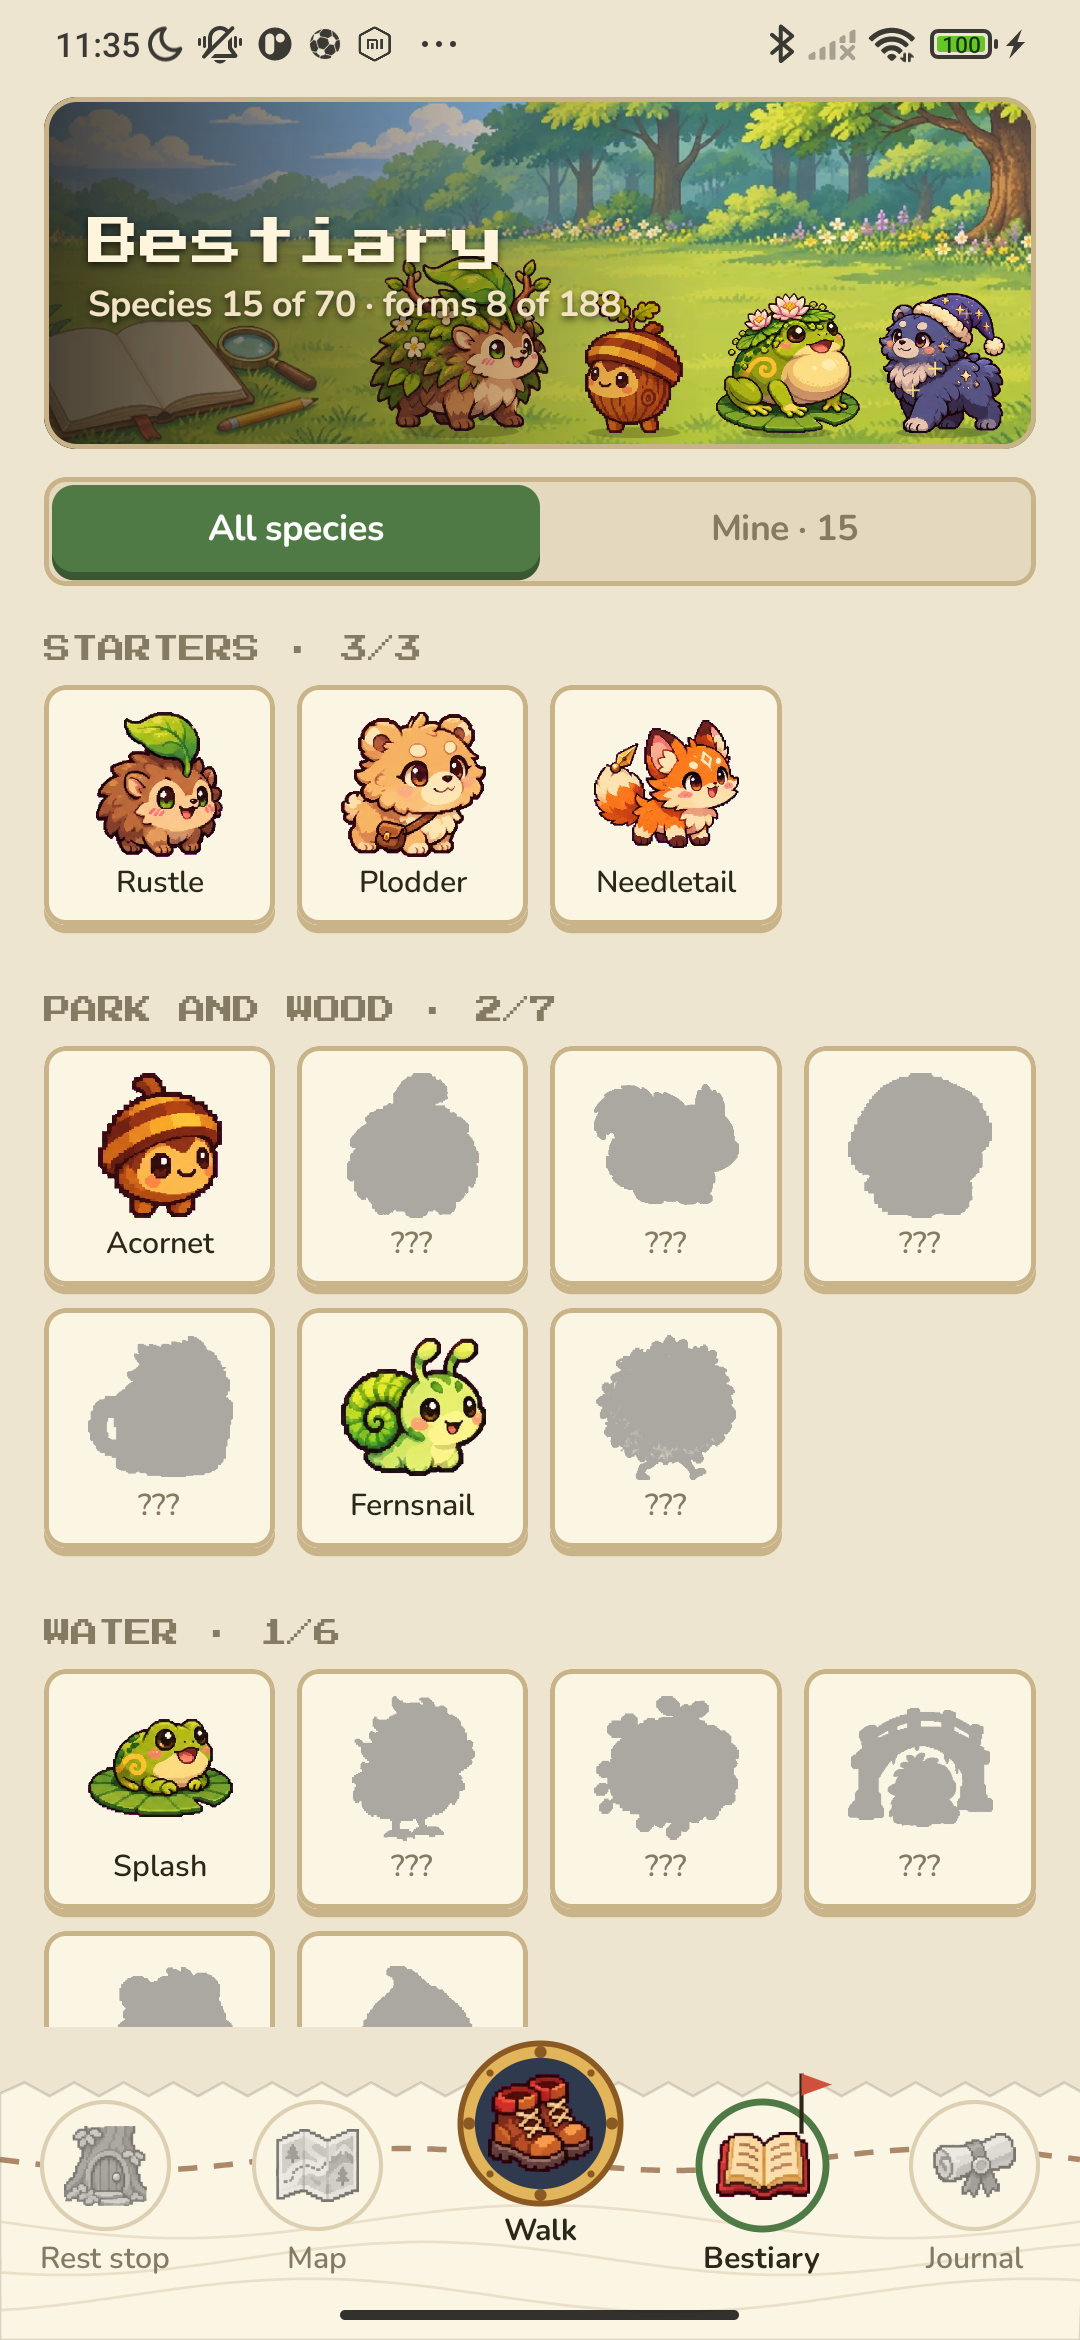 11:35
100
Bestiary
Species 15 of 70 · forms 8 of 188
All species
Mine · 15
STARTERS · 3/3
Rustle
Plodder
Needletail
PARK AND WOOD · 2/7
Acornet
???
???
???
???
Fernsnail
???
WATER · 1/6
Splash
???
???
???
Rest stop
Map
Walk
Bestiary
Journal